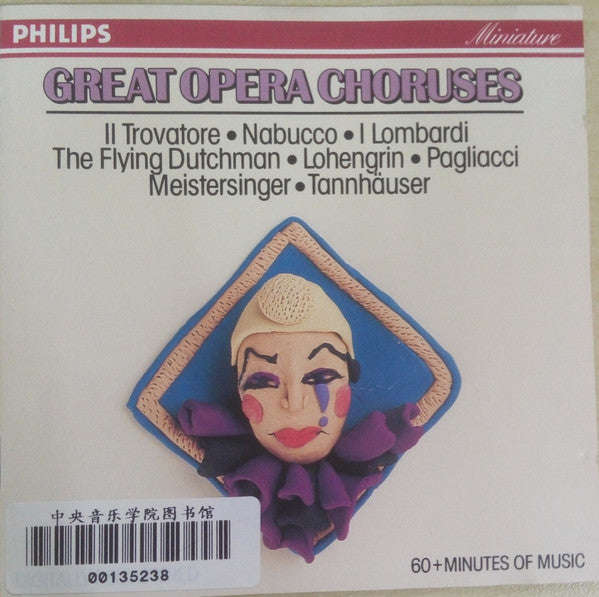 PHILIPS
Miniature
GREAT OPERA CHORUSES
Il Trovatore • Nabucco • I Lombardi
The Flying Dutchman • Lohengrin • Pagliacci
Meistersinger • Tannhäuser
中央音乐学院图书馆
00135238
60+MINUTES OF MUSIC